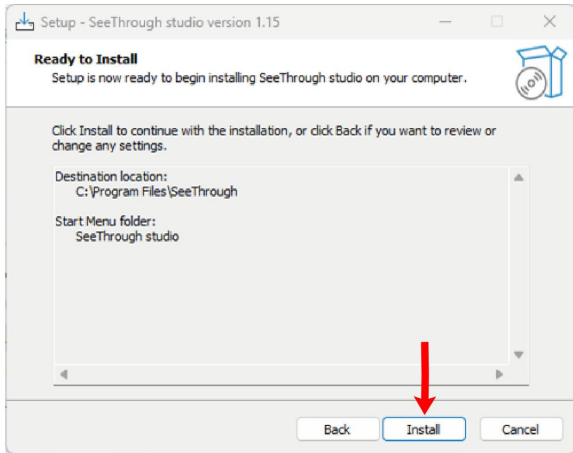 Setup - SeeThrough studio version 1.15
Ready to Install
Setup is now ready to begin installing SeeThrough studio on your computer.
Click Install to continue with the installation, or click Back if you want to review or
change any settings.
Destination location:
C:\Program Files\SeeThrough
Start Menu folder:
SeeThrough studio
Back Install Cancel